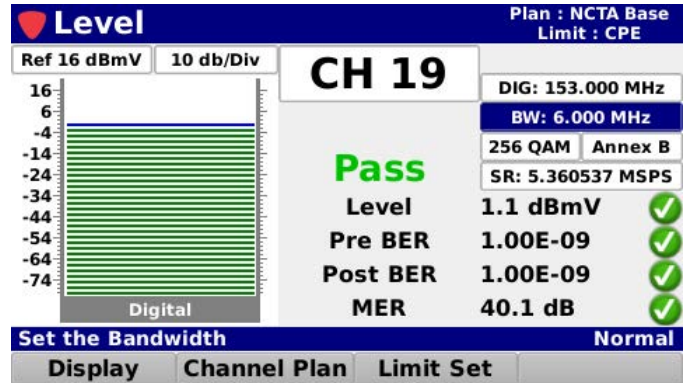 Level
Plan : NCTA Base
Limit : CPE
Ref 16 dBmV
10 db/Div
CH 19
DIG: 153.000 MHz
BW: 6.000 MHz
256 QAM
Annex B
SR: 5.360537 MSPS
16
6
-4
-14
-24
-34
-44
-54
-64
-74
Digital
Pass
Level 1.1 dBmV
Pre BER 1.00E-09
Post BER 1.00E-09
MER 40.1 dB
Set the Bandwidth
Normal
Display
Channel Plan
Limit Set